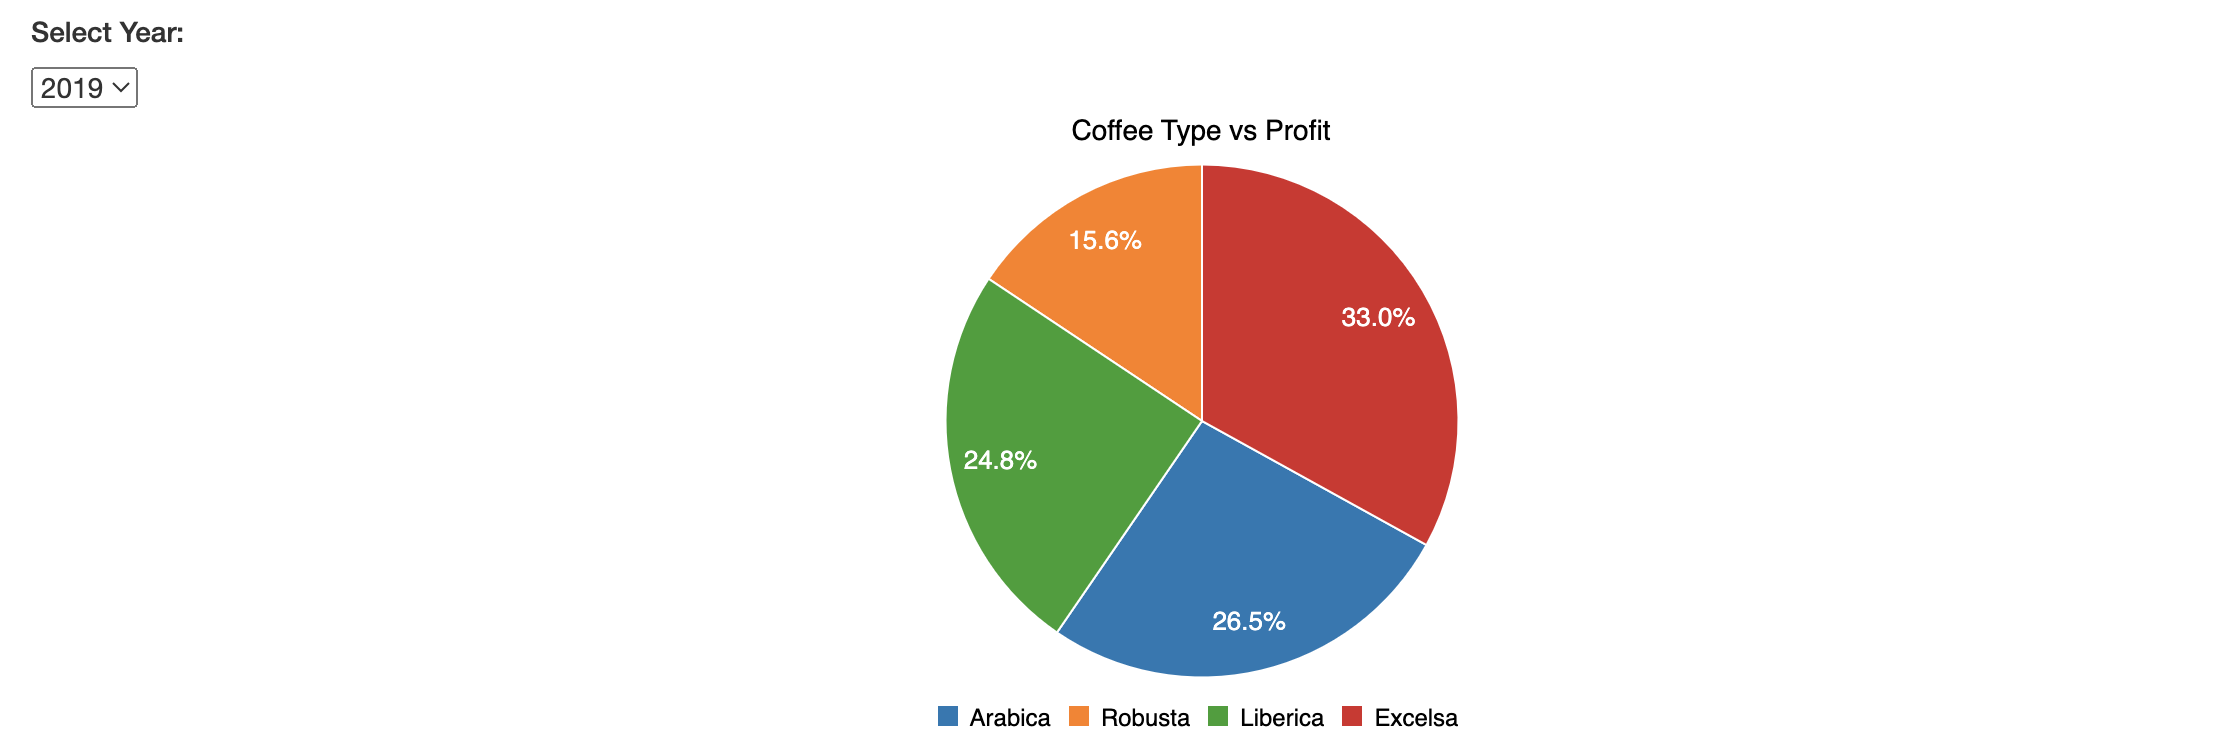 Select Year:
2019
Coffee Type vs Profit
15.6%
33.0%
24.8%
26.5%
Arabica Robusta Liberica Excelsa